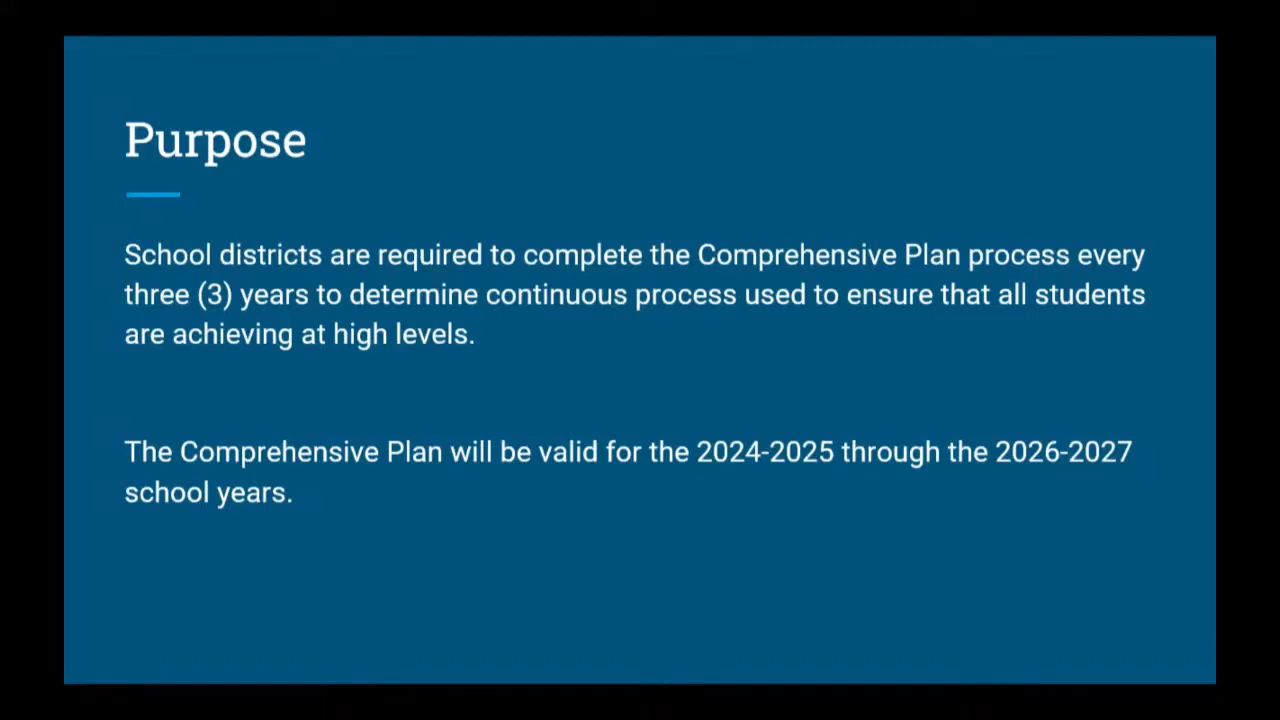 Purpose
School districts are required to complete the Comprehensive Plan process every
three (3) years to determine continuous process used to ensure that all students
are achieving at high levels.
The Comprehensive Plan will be valid for the 2024-2025 through the 2026-2027
school years.